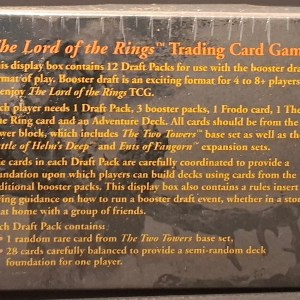 The Lord of the Rings™ Trading Card Game
his display box contains 12 Draft Packs for use with the booster draft
rmat of play. Booster draft is an exciting format for 4 to 8+ players
enjoy The Lord of the Rings TCG.
ch player needs 1 Draft Pack, 3 booster packs, 1 Frodo card, 1 The
e Ring card and an Adventure Deck. All cards should be from the
wer block, which includes The Two Towers™ base set as well as th
attle of Helm's Deep™ and Ents of Fangorn™ expansion sets.
e cards in each Draft Pack are carefully coordinated to provide a
undation upon which players can build decks using cards from the
ditional booster packs. This display box also contains a rules insert
ving guidance on how to run a booster draft event, whether in a sto
at home with a group of friends.
ch Draft Pack contains:
• 1 random rare card from The Two Towers base set,
• 28 cards carefully balanced to provide a semi-random deck
foundation for one player.